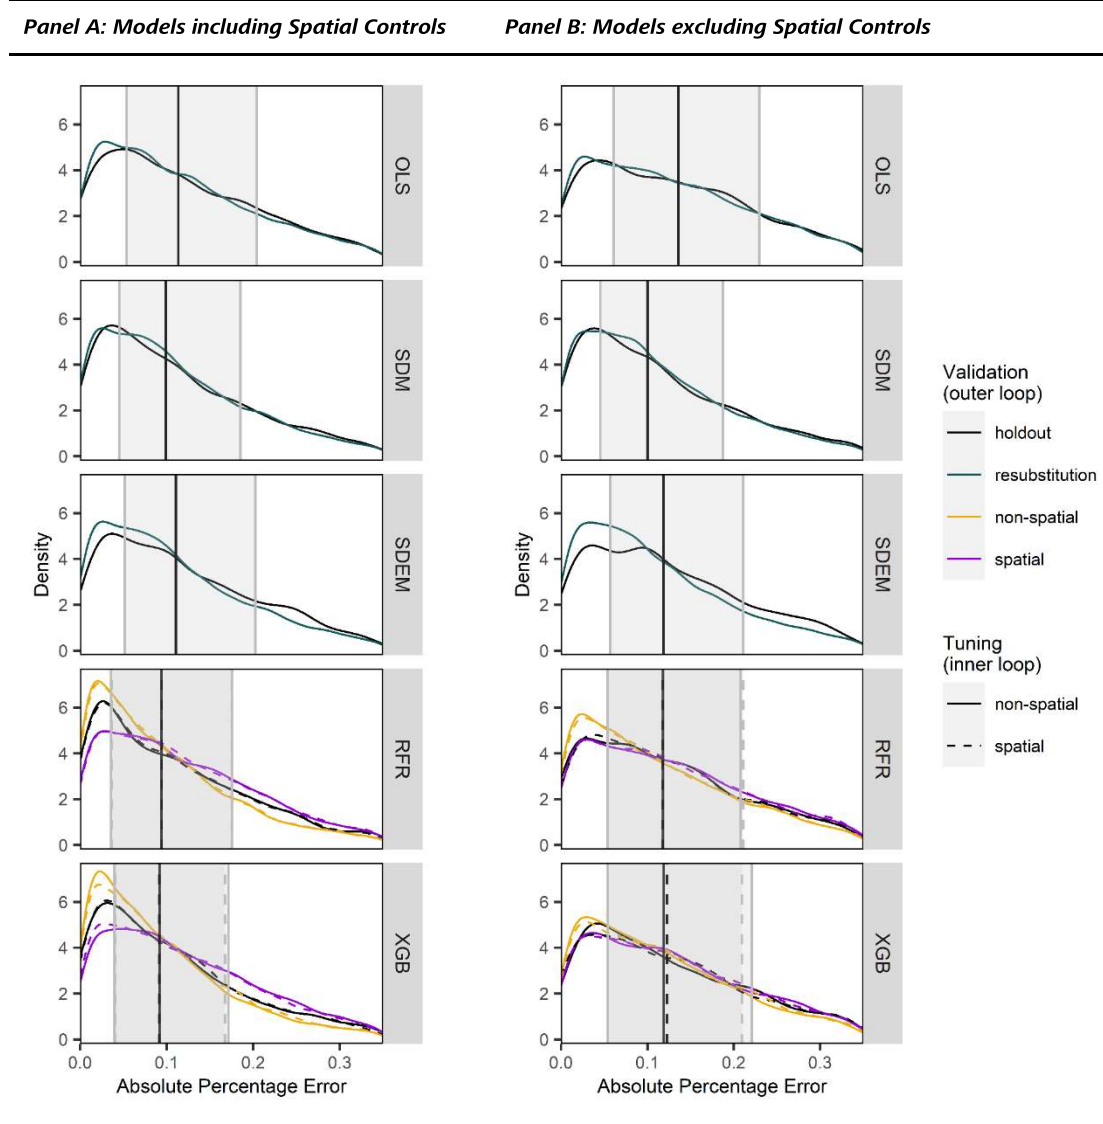 Panel A: Models including Spatial Controls
Panel B: Models excluding Spatial Controls
6
4
2
0
OLS
6
4
2
0
OLS
6
4
2
0
SDM
6
4
2
0
SDM
Density
6
4
2
0
SDEM
Density
6
4
2
0
SDEM
6
4
2
0
RFR
6
4
2
0
RFR
6
4
2
0
XGB
6
4
2
0
XGB
0.0 0.1 0.2 0.3
Absolute Percentage Error
0.0 0.1 0.2 0.3
Absolute Percentage Error
Validation
(outer loop)
holdout
resubstitution
non-spatial
spatial
Tuning
(inner loop)
non-spatial
spatial